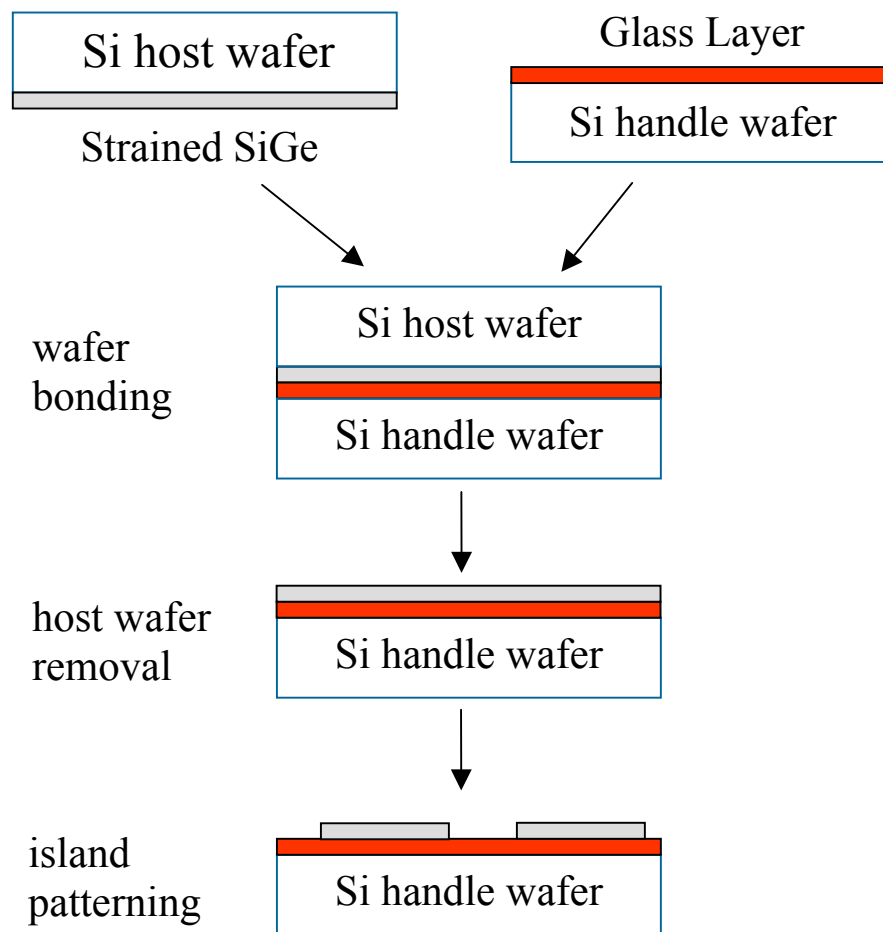 Si host wafer
Strained SiGe
Glass Layer
Si handle wafer
wafer
bonding
Si host wafer
Si handle wafer
host wafer
removal
Si handle wafer
island
patterning
Si handle wafer